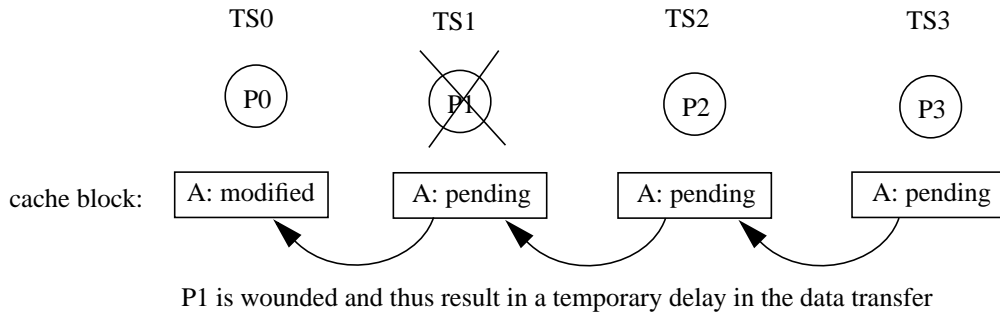 TS0 TS1 TS2 TS3
P0 P1 P2 P3
cache block: A: modified A: pending A: pending A: pending
P1 is wounded and thus result in a temporary delay in the data transfer